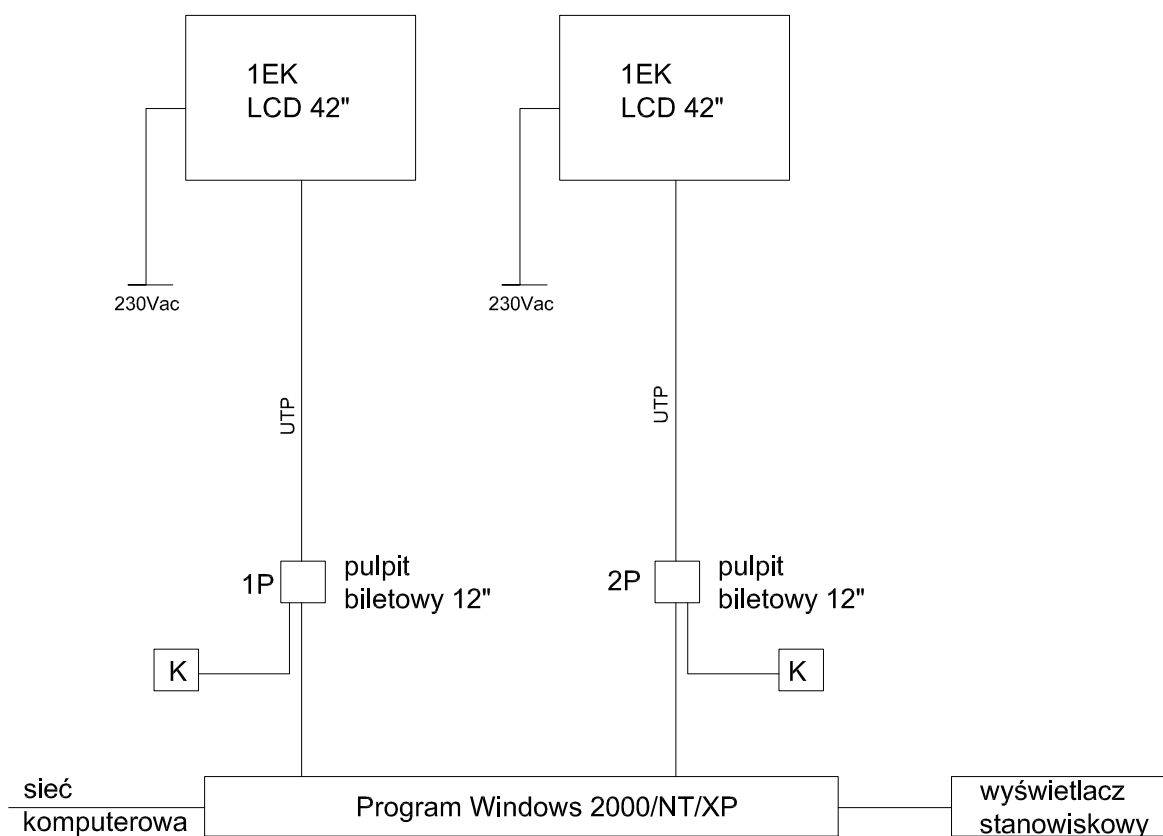 1EK
LCD 42"
1EK
LCD 42"
230Vac
230Vac
UTP
UTP
1P
pulpit
biletowy 12"
2P
pulpit
biletowy 12"
K
K
sieć
komputerowa
Program Windows 2000/NT/XP
wyświetlacz
stanowiskowy